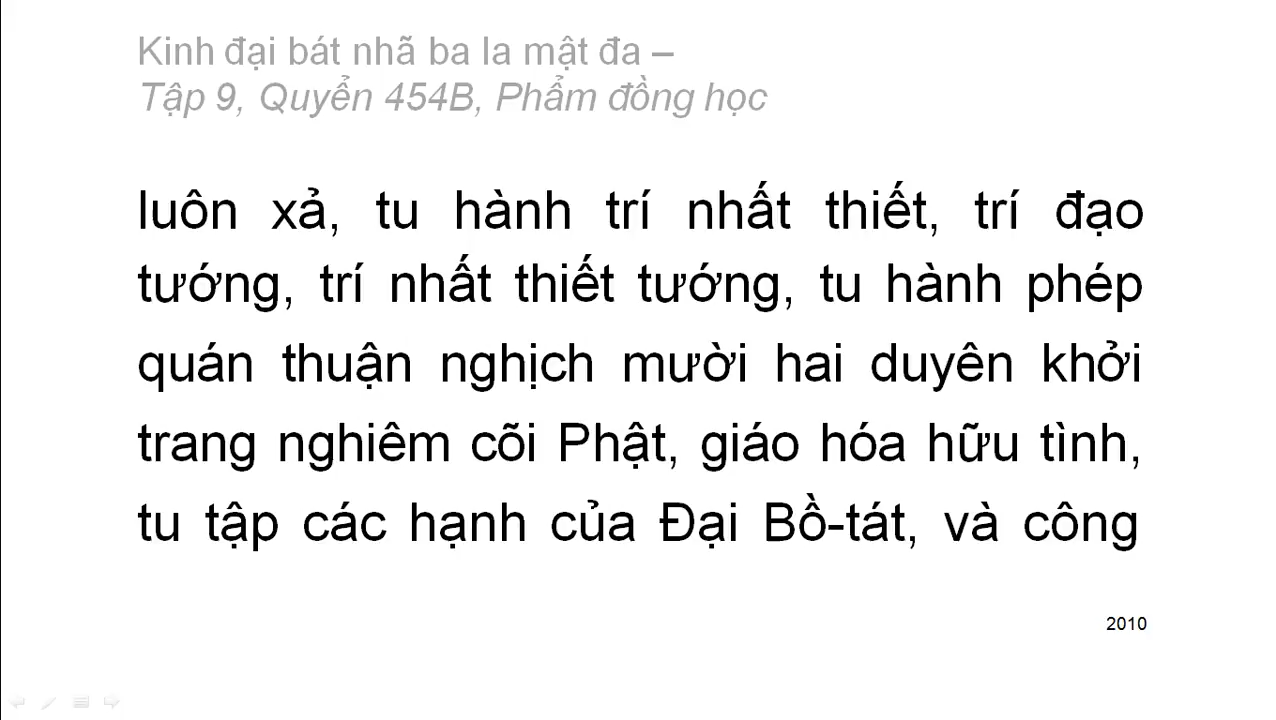 Kinh đại bát nhã ba la mật đa –
Tập 9, Quyển 454B, Phẩm đồng học
luôn xả, tu hành trí nhất thiết, trí đạo
tướng, trí nhất thiết tướng, tu hành phép
quán thuận nghịch mười hai duyên khởi
trang nghiêm cõi Phật, giáo hóa hữu tình,
tu tập các hạnh của Đại Bồ-tát, và công
2010